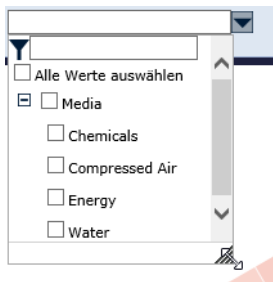 Alle Werte auswählen
Media
Chemicals
Compressed Air
Energy
Water